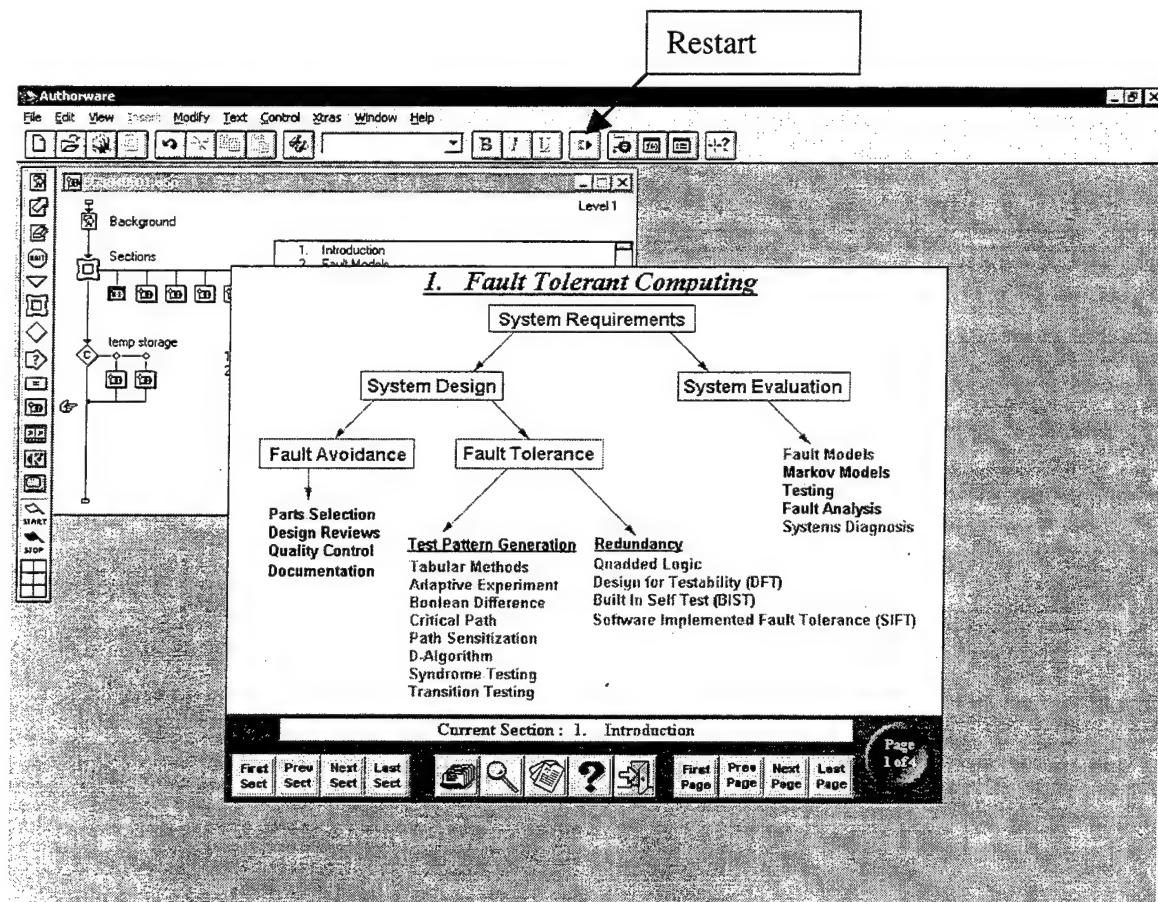 Restart
Authorware
File Edit View Insert Modify Text Control Xtras Window Help
B I U
Level 1
Background
Sections
1. Introduction
2. Fault Models
temp storage
C
WAIT
START
STOP
1. Fault Tolerant Computing
System Requirements
System Design
System Evaluation
Fault Avoidance
Fault Tolerance
Fault Models
Markov Models
Testing
Fault Analysis
Systems Diagnosis
Parts Selection
Design Reviews
Quality Control
Documentation
Test Pattern Generation
Tabular Methods
Adaptive Experiment
Boolean Difference
Critical Path
Path Sensitization
D-Algorithm
Syndrome Testing
Transition Testing
Redundancy
Quadded Logic
Design for Testability (DFT)
Built In Self Test (BIST)
Software Implemented Fault Tolerance (SIFT)
Current Section : 1. Introduction
Page
1 of 4
First Sect
Prev Sect
Next Sect
Last Sect
First Page
Prev Page
Next Page
Last Page